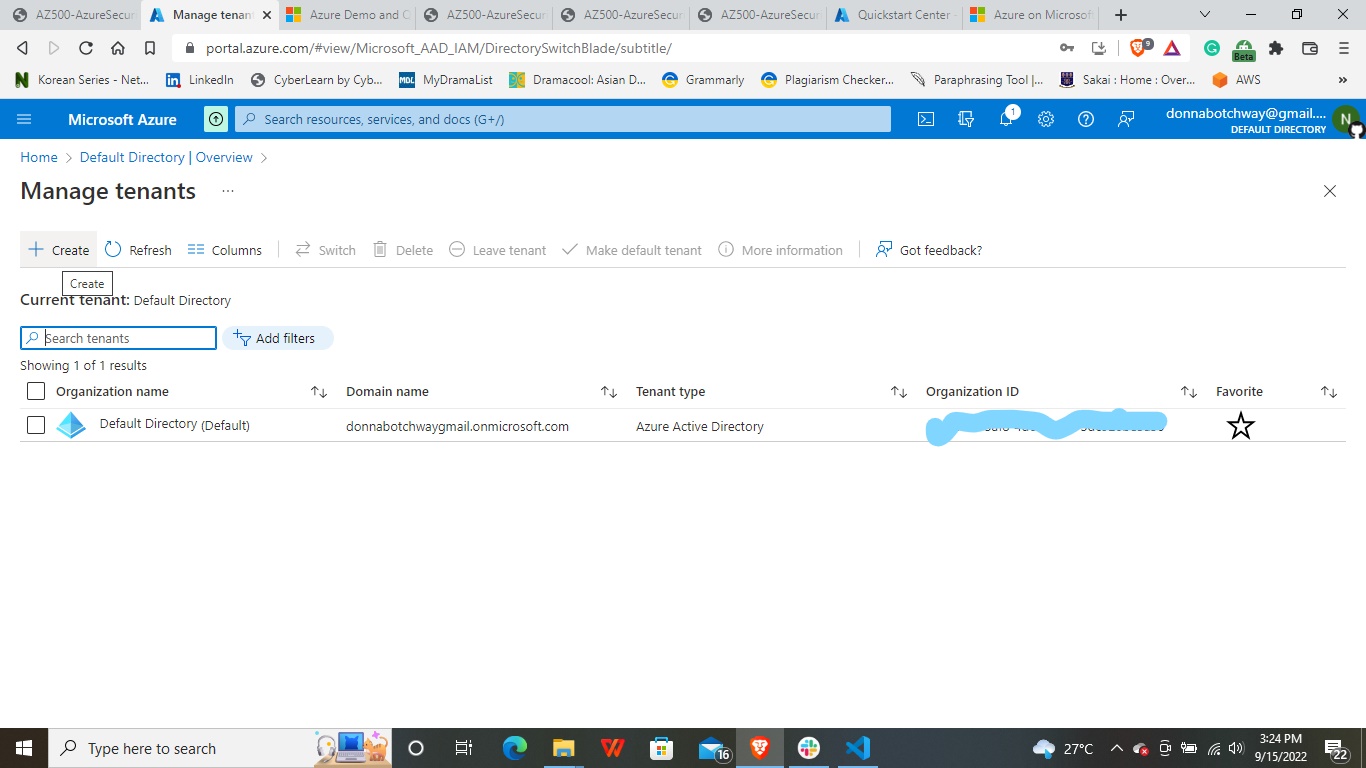 AZ500-AzureSecur
Manage tenan
Azure Demo and
AZ500-AzureSecur
AZ500-AzureSecur
AZ500-AzureSecur
Quickstart Center -
Azure on Microsof
portal.azure.com/#view/Microsoft_AAD_IAM/DirectorySwitchBlade/subtitle/
9
Beta
Korean Series - Net...
LinkedIn
CyberLearn by Cyb...
MDL MyDramaList
Dramacool: Asian D...
Grammarly
Plagiarism Checker...
Paraphrasing Tool |...
Sakai : Home : Over...
AWS
Microsoft Azure
Search resources, services, and docs (G+/)
1
donnabotchway@gmail....
DEFAULT DIRECTORY
N
Home > Default Directory | Overview >
Manage tenants ...
Create Refresh Columns Switch Delete Leave tenant Make default tenant More information Got feedback?
Create
Current tenant: Default Directory
Search tenants Add filters
Showing 1 of 1 results
Organization name Domain name Tenant type Organization ID Favorite
Default Directory (Default) donnabotchwaygmail.onmicrosoft.com Azure Active Directory
Type here to search
16
27°C
3:24 PM
9/15/2022
22